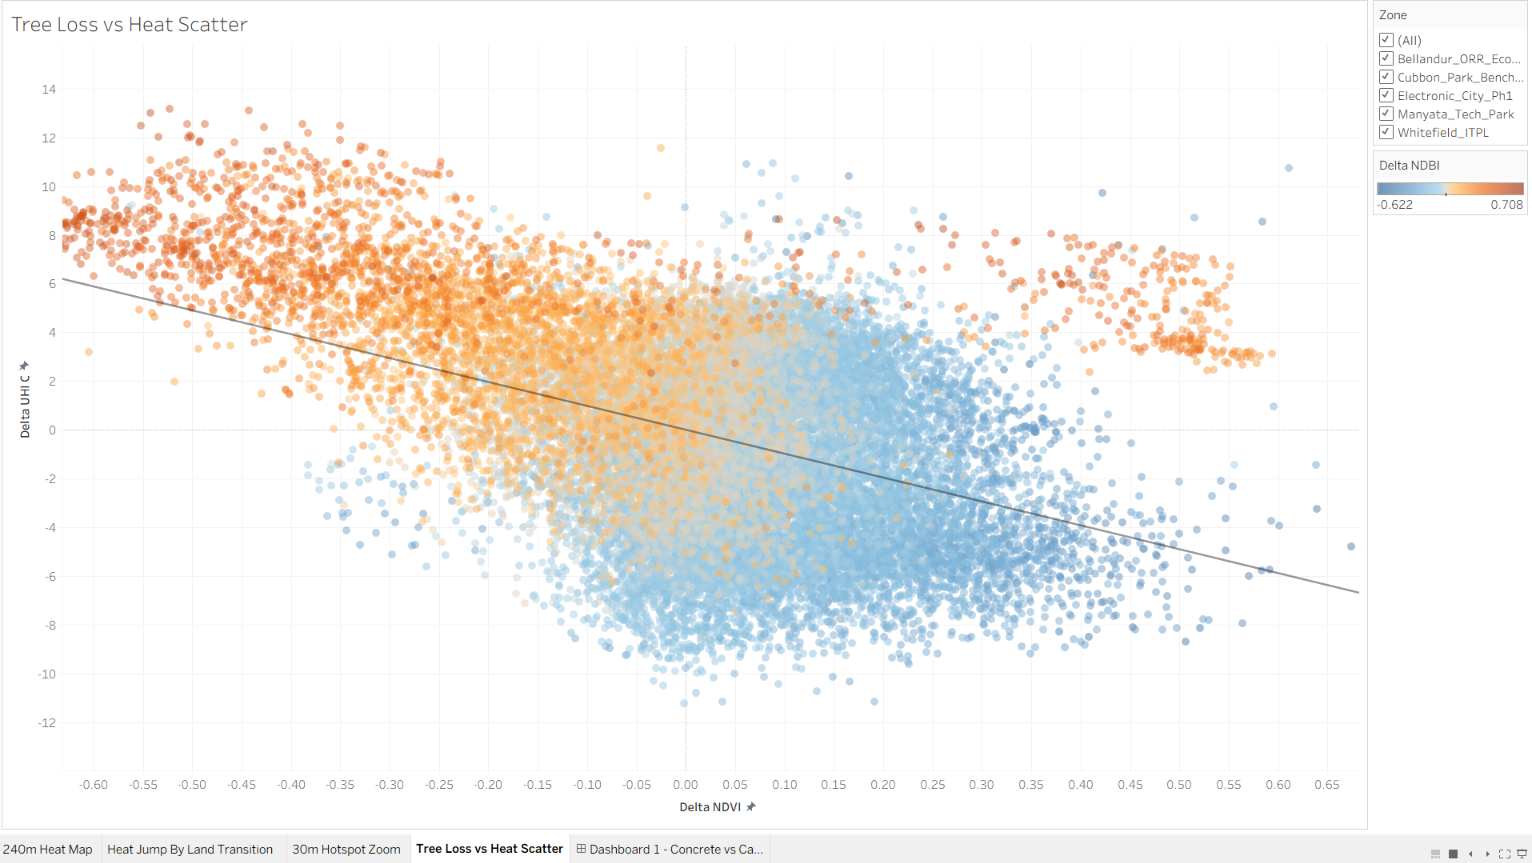 Tree Loss vs Heat Scatter
Zone
(All)
Bellandur_ORR_Eco...
Cubbon_Park_Bench...
Electronic_City_Ph1
Manyata_Tech_Park
Whitefield_ITPL
Delta NDBI
-0.622 0.708
14
12
10
8
6
4
2
0
-2
-4
-6
-8
-10
-12
Delta UHI C
-0.60 -0.55 -0.50 -0.45 -0.40 -0.35 -0.30 -0.25 -0.20 -0.15 -0.10 -0.05 0.00 0.05 0.10 0.15 0.20 0.25 0.30 0.35 0.40 0.45 0.50 0.55 0.60 0.65
Delta NDVI
240m Heat Map Heat Jump By Land Transition 30m Hotspot Zoom Tree Loss vs Heat Scatter Dashboard 1 - Concrete vs Ca...